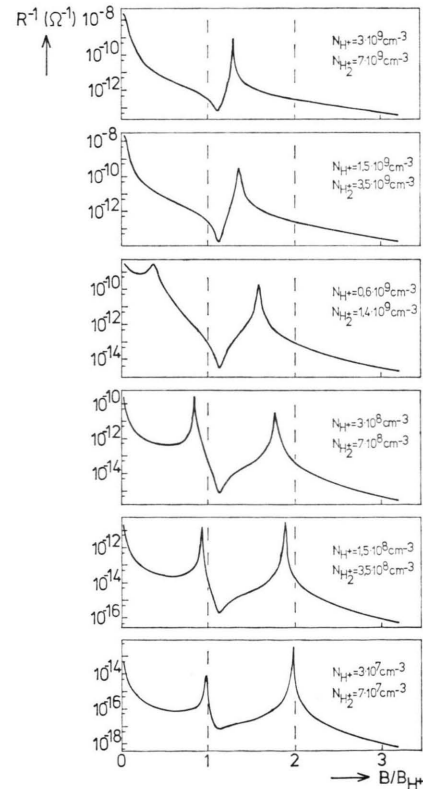 R⁻¹ (Ω⁻¹)
10⁻⁸
10⁻¹⁰
10⁻¹²
N_H+=3·10⁹cm⁻³
N_H₂+=7·10⁹cm⁻³
10⁻⁸
10⁻¹⁰
10⁻¹²
N_H+=1,5·10⁹cm⁻³
N_H₂+=3,5·10⁹cm⁻³
10⁻¹⁰
10⁻¹²
10⁻¹⁴
N_H+=0,6·10⁹cm⁻³
N_H₂+=1,4·10⁹cm⁻³
10⁻¹⁰
10⁻¹²
10⁻¹⁴
N_H+=3·10⁸cm⁻³
N_H₂+=7·10⁸cm⁻³
10⁻¹²
10⁻¹⁴
10⁻¹⁶
N_H+=1,5·10⁸cm⁻³
N_H₂+=3,5·10⁸cm⁻³
10⁻¹⁴
10⁻¹⁶
10⁻¹⁸
N_H+=3·10⁷cm⁻³
N_H₂+=7·10⁷cm⁻³
0 1 2 3
B/B_H+